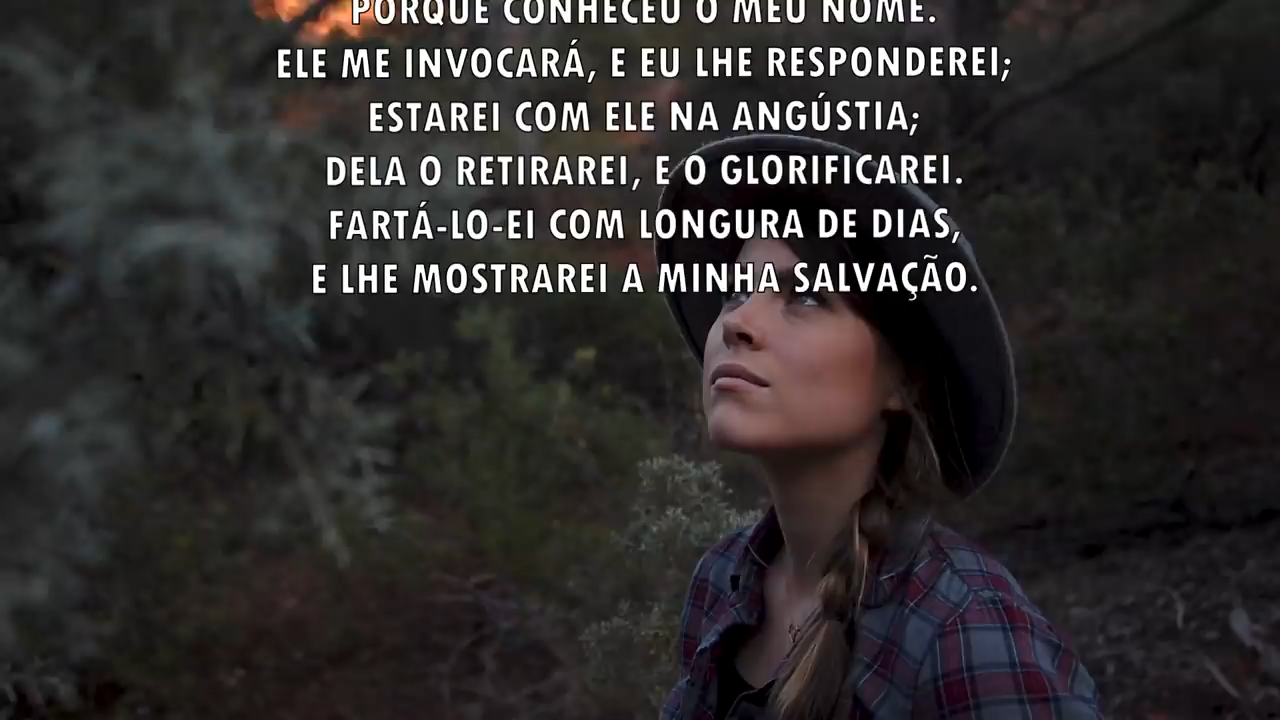 PORQUE CONHECEU O MEU NOME.
ELE ME INVOCARÁ, E EU LHE RESPONDEREI;
ESTAREI COM ELE NA ANGÚSTIA;
DELA O RETIRAREI, E O GLORIFICAREI.
FARTÁ-LO-EI COM LONGURA DE DIAS,
E LHE MOSTRAREI A MINHA SALVAÇÃO.